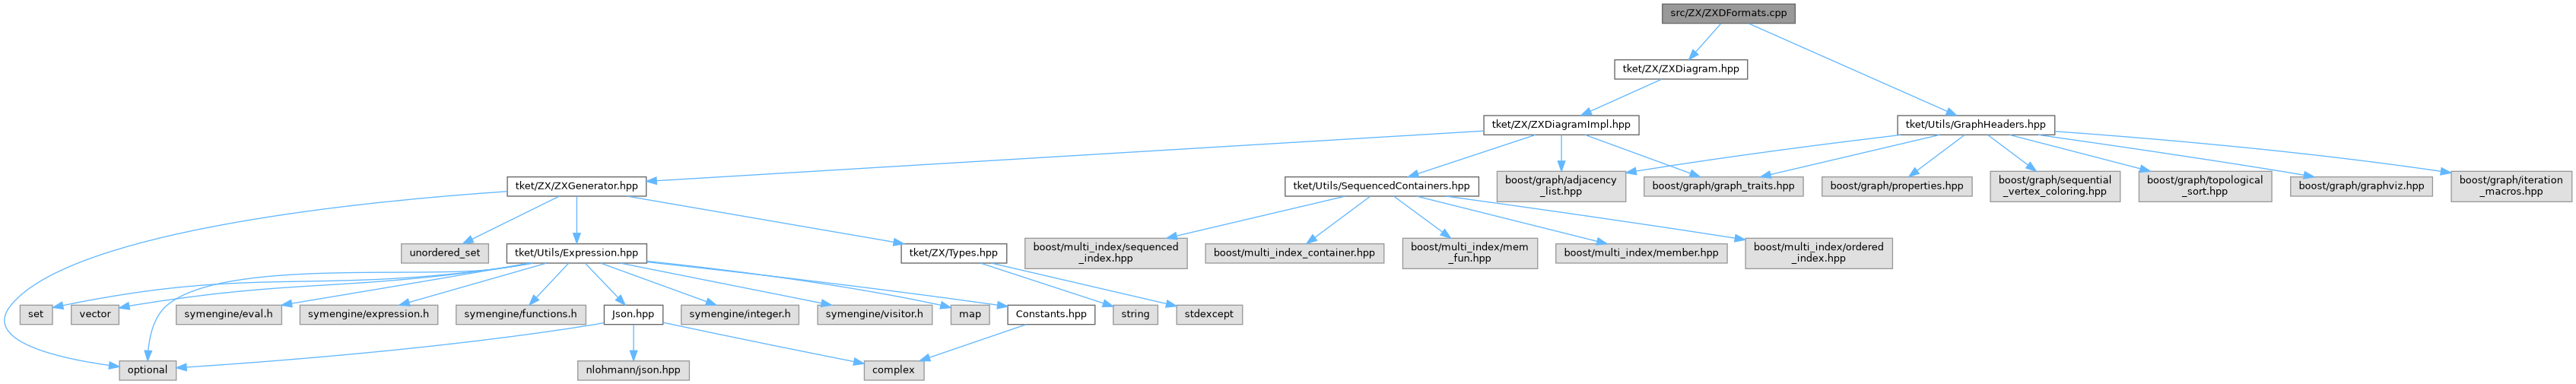 src/ZX/ZXDFormats.cpp
tket/ZX/ZXDiagram.hpp
tket/ZX/ZXDiagramImpl.hpp
tket/Utils/GraphHeaders.hpp
tket/ZX/ZXGenerator.hpp
tket/Utils/SequencedContainers.hpp
boost/graph/adjacency
_list.hpp
boost/graph/graph_traits.hpp
boost/graph/properties.hpp
boost/graph/sequential
_vertex_coloring.hpp
boost/graph/topological
_sort.hpp
boost/graph/graphviz.hpp
boost/graph/iteration
_macros.hpp
unordered_set
tket/Utils/Expression.hpp
tket/ZX/Types.hpp
boost/multi_index/sequenced
_index.hpp
boost/multi_index_container.hpp
boost/multi_index/mem
_fun.hpp
boost/multi_index/member.hpp
boost/multi_index/ordered
_index.hpp
set
vector
symengine/eval.h
symengine/expression.h
symengine/functions.h
Json.hpp
symengine/integer.h
symengine/visitor.h
map
Constants.hpp
string
stdexcept
optional
nlohmann/json.hpp
complex